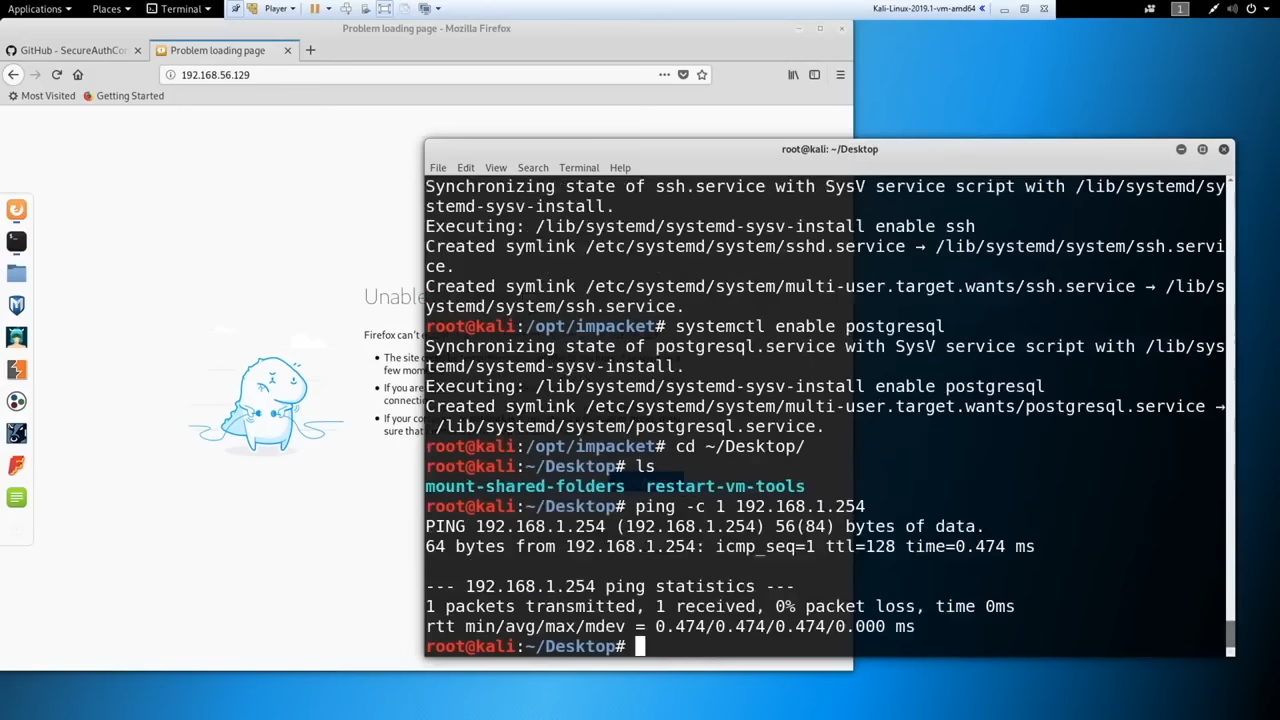 Applications
Places
Terminal
Player
Kali-Linux-2019.1-vm-amd64
1
Problem loading page - Mozilla Firefox
GitHub - SecureAuthCor
Problem loading page
192.168.56.129
Most Visited
Getting Started
Unable
Firefox can't
The site
few mom
If you are
connectio
If your co
sure that
root@kali: ~/Desktop
File Edit View Search Terminal Help
Synchronizing state of ssh.service with SysV service script with /lib/systemd/sy
stemd-sysv-install.
Executing: /lib/systemd/systemd-sysv-install enable ssh
Created symlink /etc/systemd/system/sshd.service → /lib/systemd/system/ssh.servi
ce.
Created symlink /etc/systemd/system/multi-user.target.wants/ssh.service → /lib/s
ystemd/system/ssh.service.
root@kali:/opt/impacket# systemctl enable postgresql
Synchronizing state of postgresql.service with SysV service script with /lib/sys
temd/systemd-sysv-install.
Executing: /lib/systemd/systemd-sysv-install enable postgresql
Created symlink /etc/systemd/system/multi-user.target.wants/postgresql.service →
/lib/systemd/system/postgresql.service.
root@kali:/opt/impacket# cd ~/Desktop/
root@kali:~/Desktop# ls
mount-shared-folders restart-vm-tools
root@kali:~/Desktop# ping -c 1 192.168.1.254
PING 192.168.1.254 (192.168.1.254) 56(84) bytes of data.
64 bytes from 192.168.1.254: icmp_seq=1 ttl=128 time=0.474 ms
--- 192.168.1.254 ping statistics ---
1 packets transmitted, 1 received, 0% packet loss, time 0ms
rtt min/avg/max/mdev = 0.474/0.474/0.474/0.000 ms
root@kali:~/Desktop#